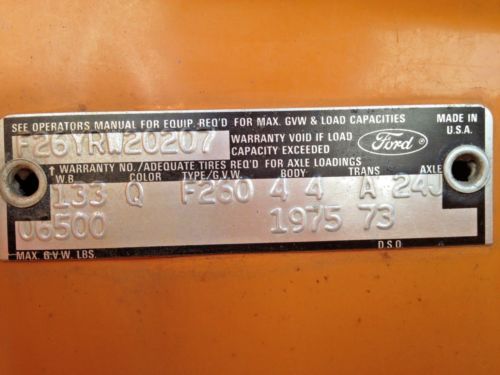 SEE OPERATORS MANUAL FOR EQUIP. REQ'D FOR MAX. GVW & LOAD CAPACITIES
MADE IN U.S.A.
F26YRW20207
WARRANTY VOID IF LOAD CAPACITY EXCEEDED
Ford
↑ WARRANTY NO./ADEQUATE TIRES REQ'D FOR AXLE LOADINGS
W.B. COLOR TYPE/G.V.W. BODY TRANS. AXLE
133 Q F260 4 4 A 24J
06500 1975 73
MAX. G.V.W. LBS. D.S.O.